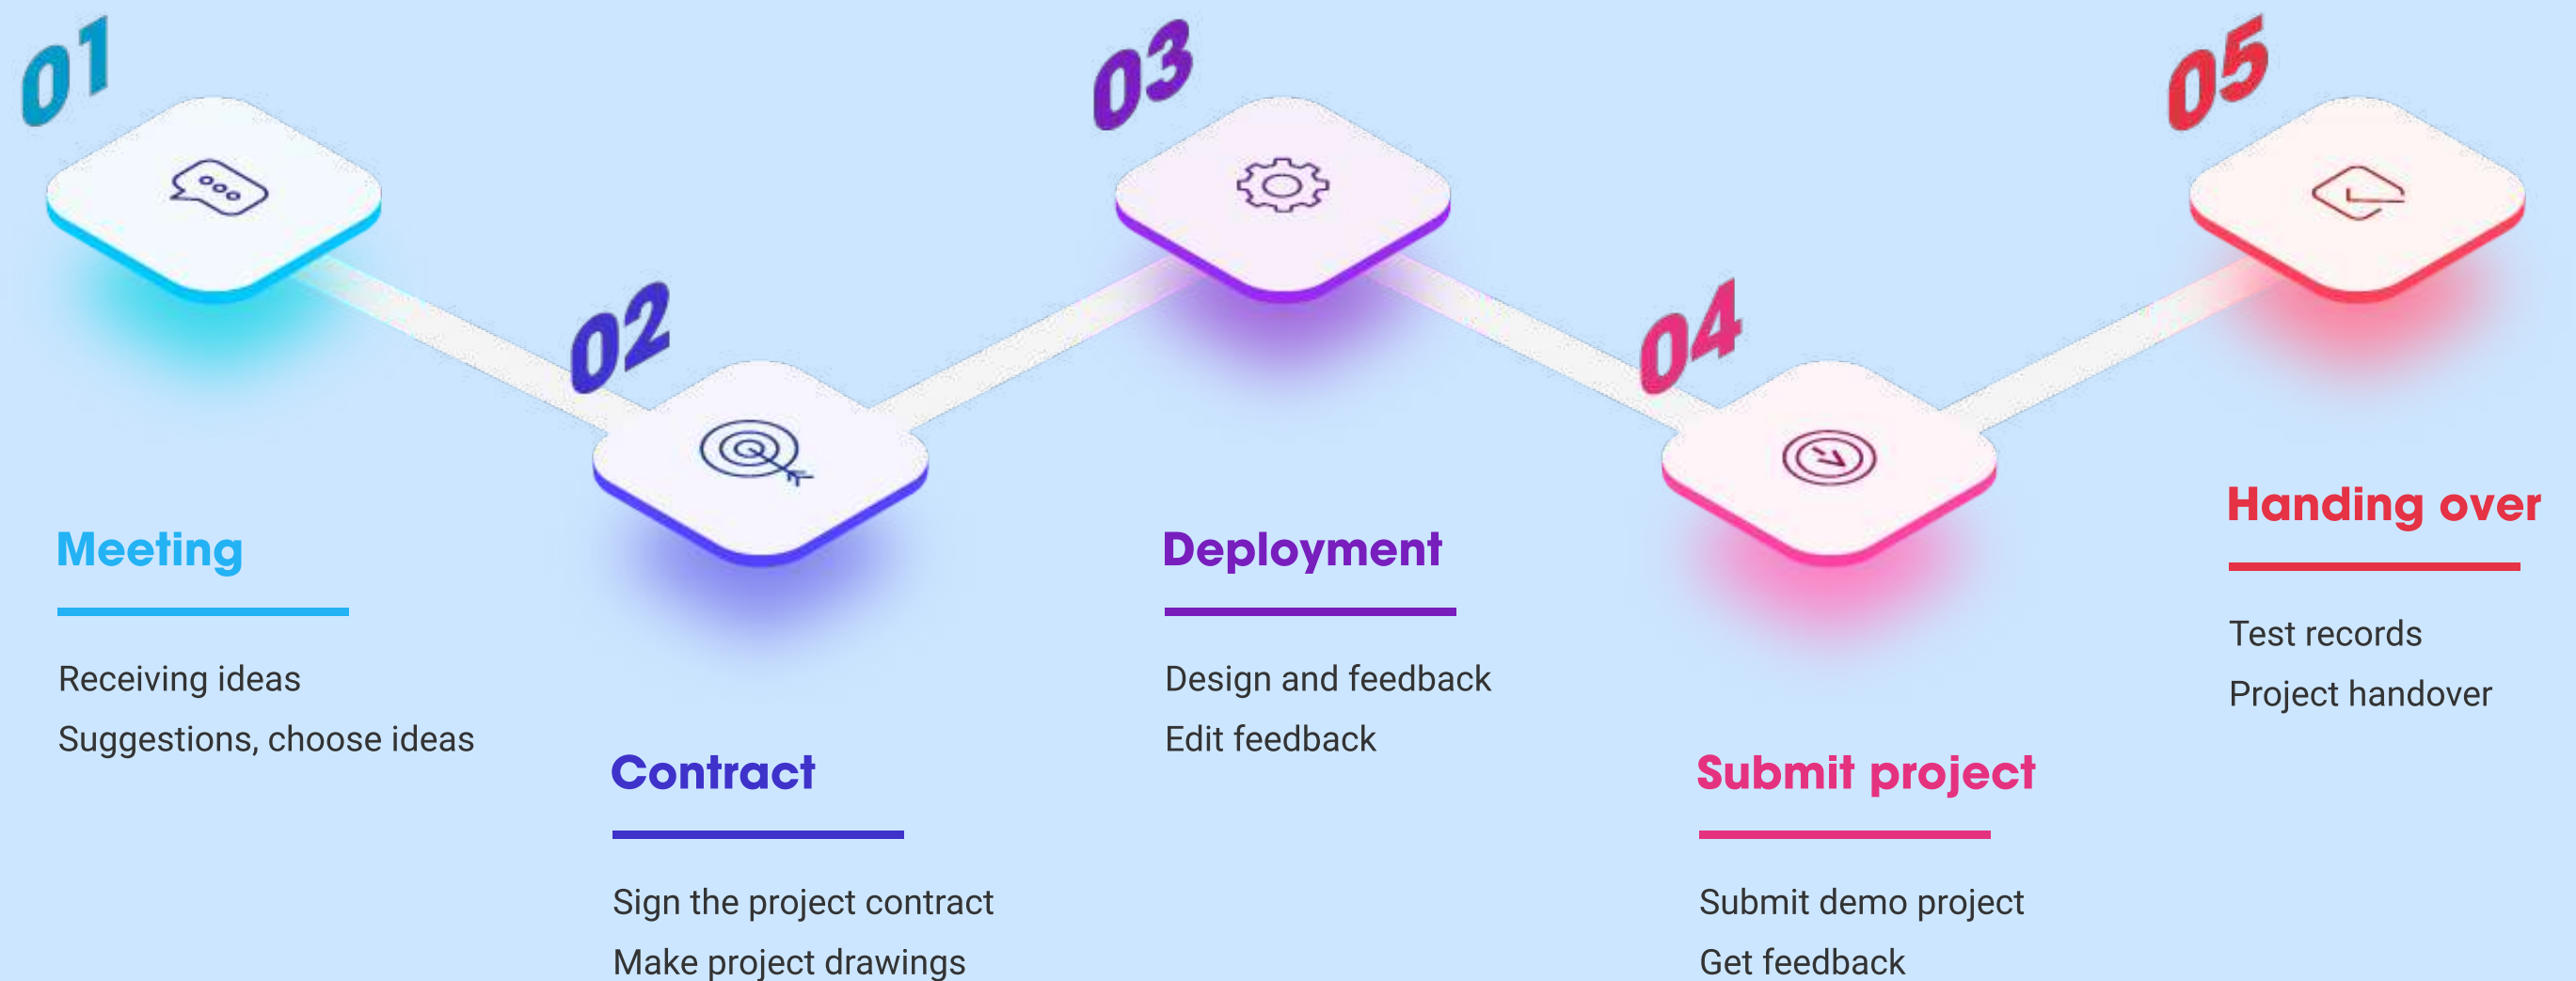 01
Meeting
Receiving ideas
Suggestions, choose ideas
02
Contract
Sign the project contract
Make project drawings
03
Deployment
Design and feedback
Edit feedback
04
Submit project
Submit demo project
Get feedback
05
Handing over
Test records
Project handover